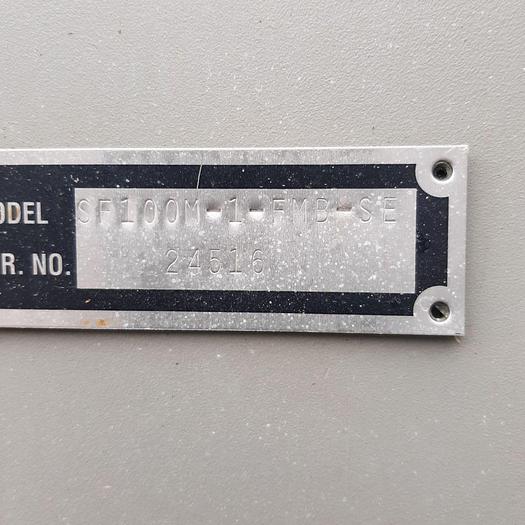 ODEL SF100M-1-FMB-SE
R. NO. 24516